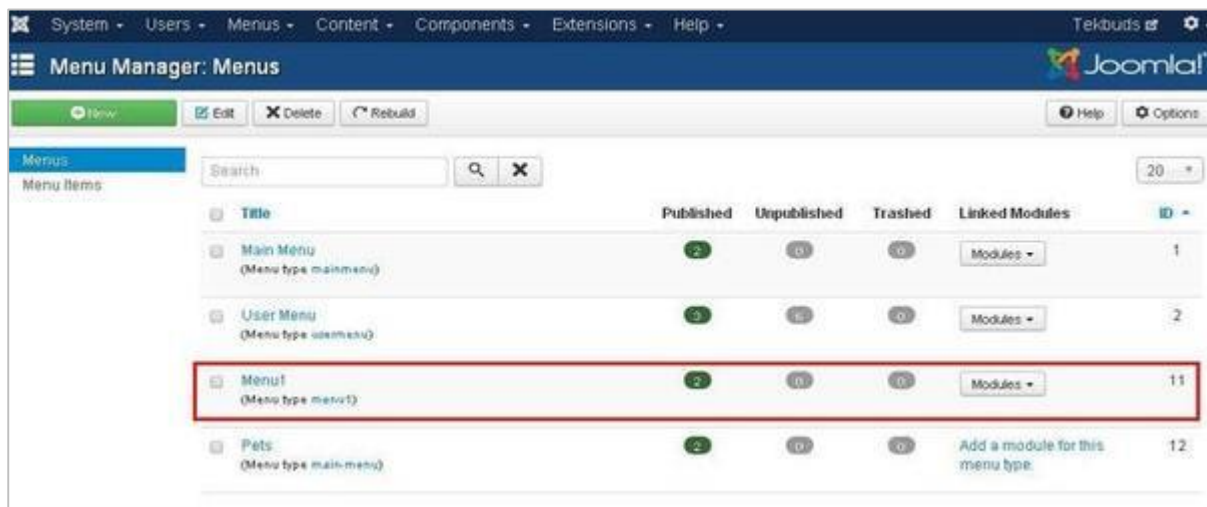 System Users Menus Content Components Extensions Help Tekbuds
Menu Manager: Menus Joomla!
New Edit Delete Rebuild Help Options
Menus
Menu Items
Search 20
Title Published Unpublished Trashed Linked Modules ID
Main Menu 2 0 0 Modules 1
(Menu type mainmenu)
User Menu 3 0 Modules 2
(Menu type usermenu)
Menu1 2 0 0 Modules 11
(Menu type menu1)
Pets 2 0 0 Add a module for this 12
(Menu type main-menu) menu type.